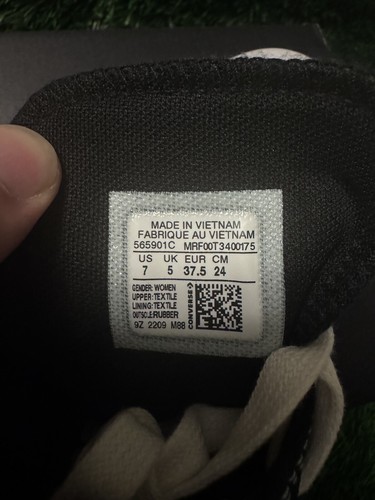 MADE IN VIETNAM
FABRIQUE AU VIETNAM
565901C MRF00T3400175
US UK EUR CM
7 5 37.5 24
GENDER: WOMEN
UPPER: TEXTILE
LINING: TEXTILE
OUTSOLE: RUBBER
9Z 2209 M88
CONVERSE